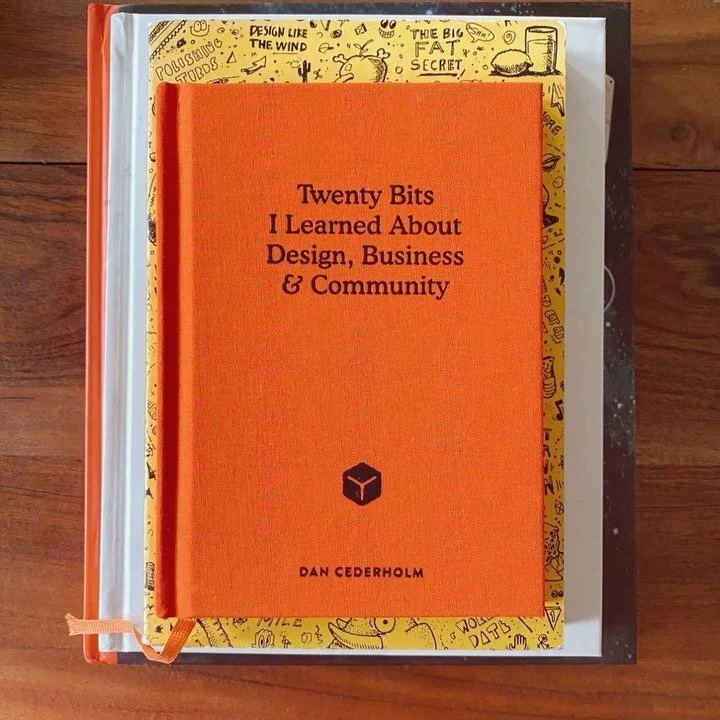 DESIGN LIKE
THE WIND
THE BIG
FAT
SECRET
POLISHING
TURDS
Twenty Bits
I Learned About
Design, Business
& Community
DAN CEDERHOLM
MILE